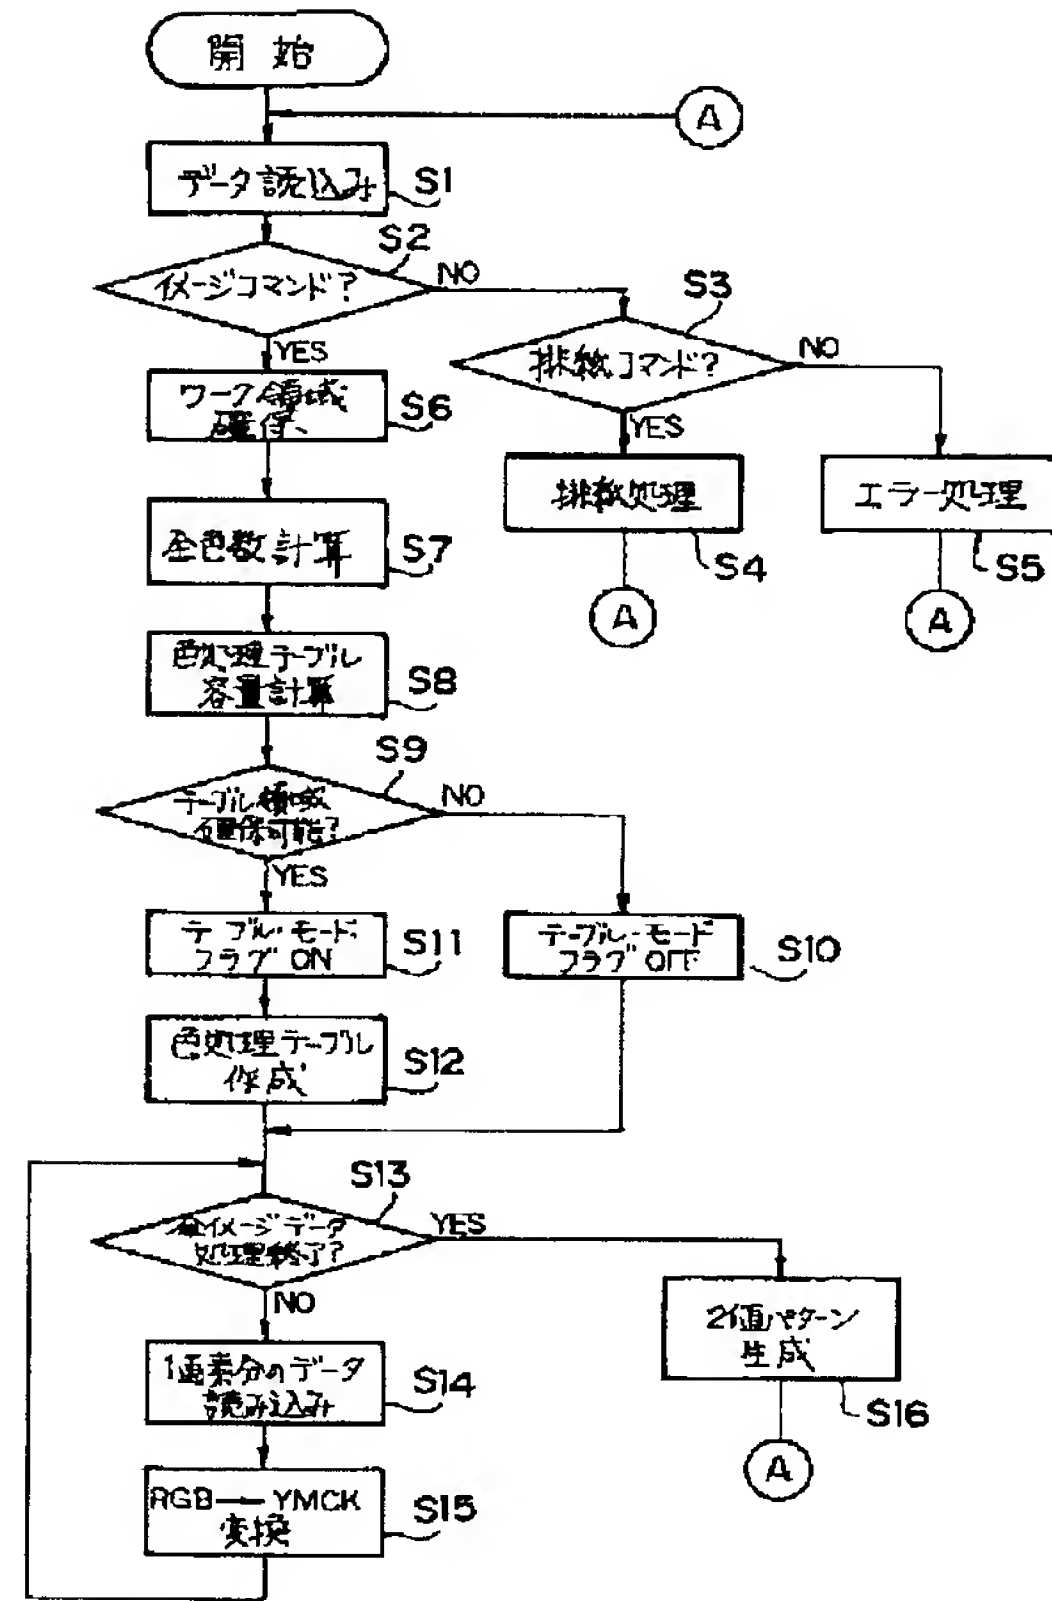 開始
A
データ読込み
S1
イメージコマンド?
S2
NO
YES
排紙コマンド?
S3
NO
YES
ワーク領域
確保
S6
排紙処理
S4
A
エラー処理
S5
A
全色数計算
S7
色処理テーブル
容量計算
S8
テーブル領域
確保可能?
S9
NO
YES
テーブル・モード
フラグ ON
S11
テーブル・モード
フラグ OFF
S10
色処理テーブル
作成
S12
全イメージデータ
処理終了?
S13
YES
NO
2値パターン
生成
S16
A
1画素分のデータ
読み込み
S14
RGB→YMCK
変換
S15